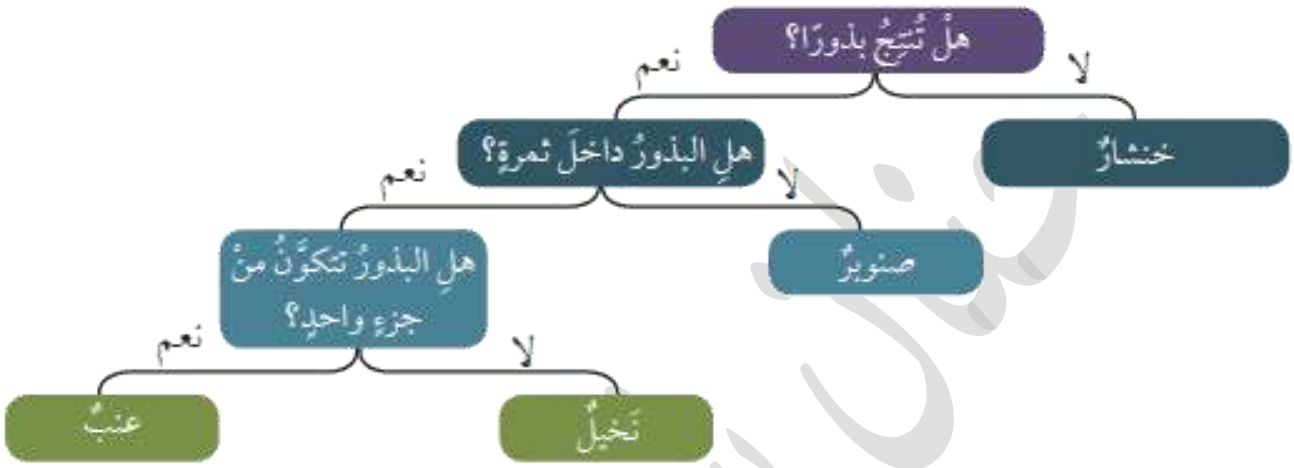 هلْ تُنتِجُ بذورًا؟
لا
نعم
خنشارٌ
هلِ البذورُ داخلَ ثمرةٍ؟
لا
نعم
صنوبرٌ
هلِ البذورُ تتكوَّنُ منْ
جزءٍ واحدٍ؟
لا
نعم
نَخيلٌ
عنبٌ